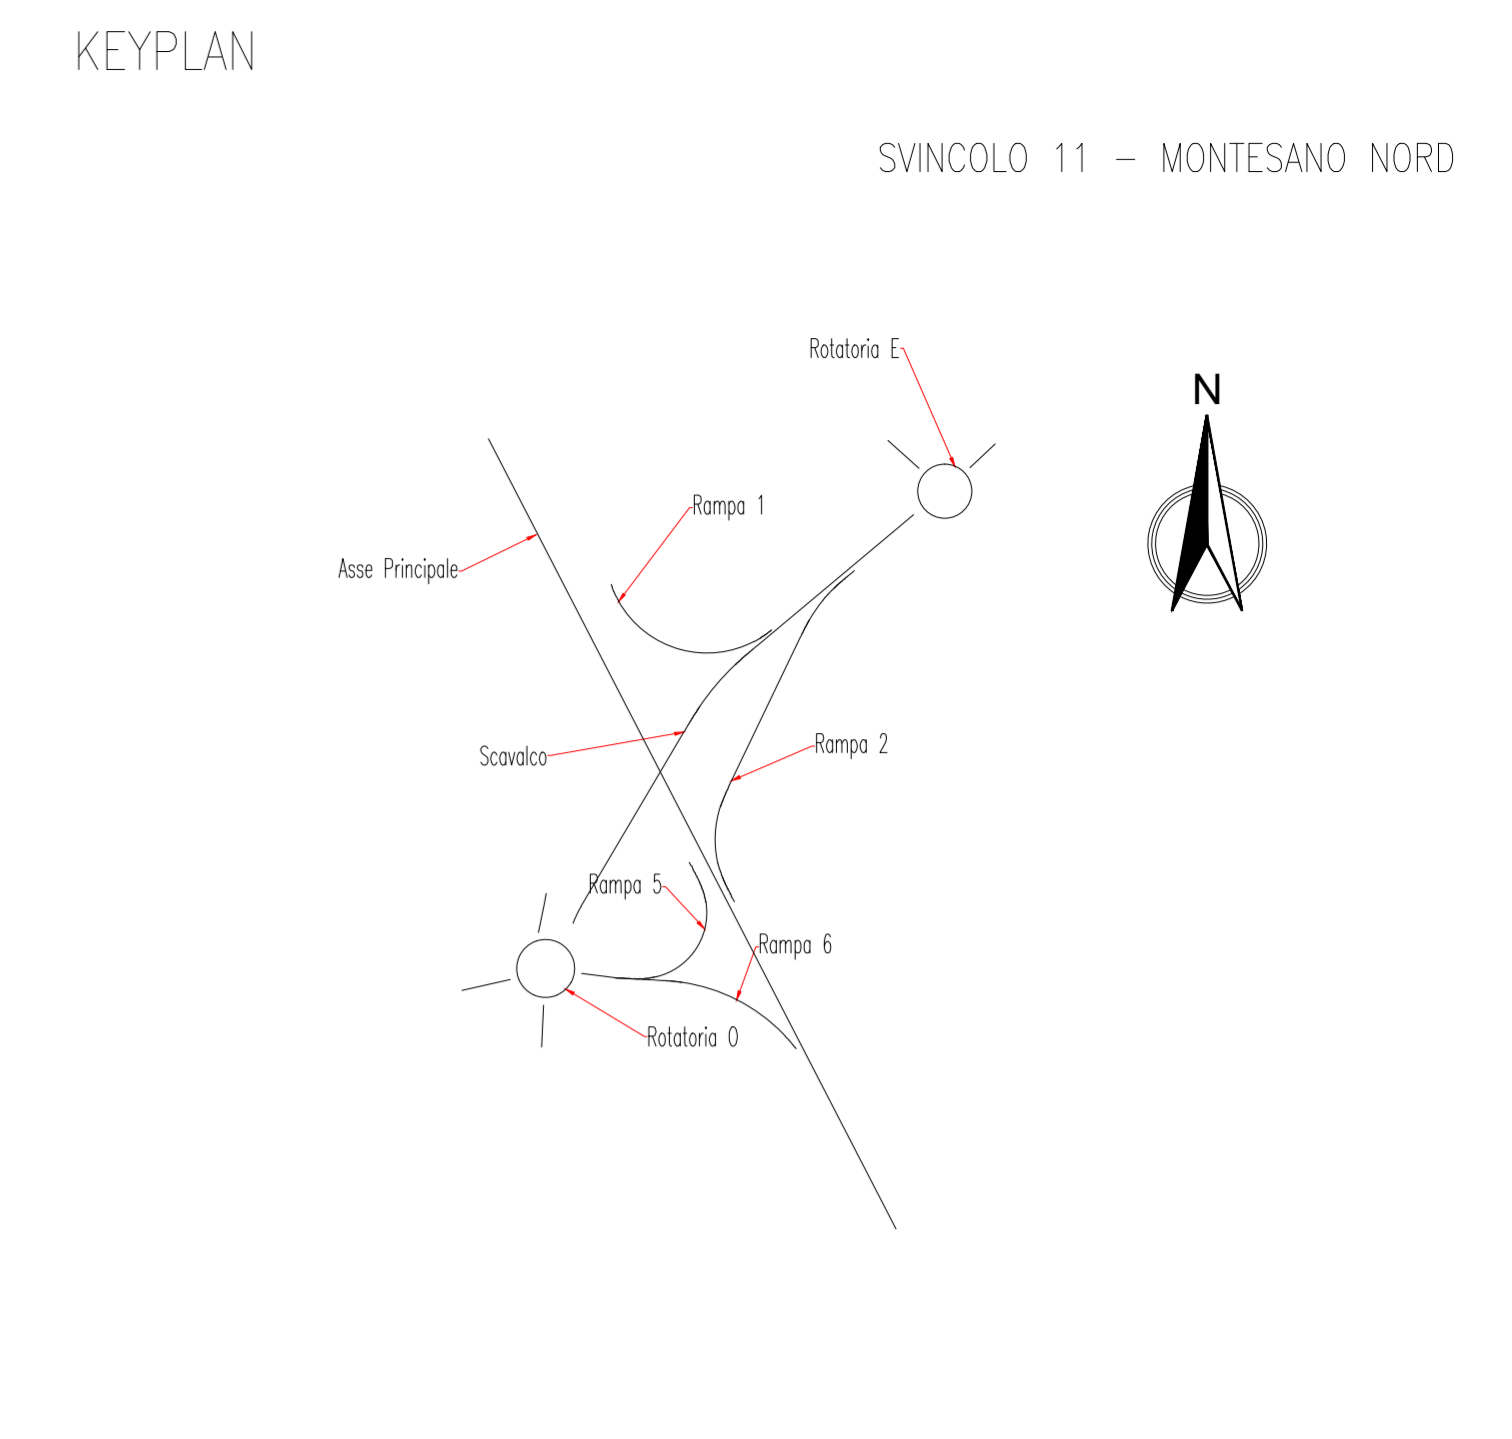 KEYPLAN
SVINCOLO 11 – MONTESANO NORD
Rotatoria E
N
Rampa 1
Asse Principale
Scavalco
Rampa 2
Rampa 5
Rampa 6
Rotatoria O